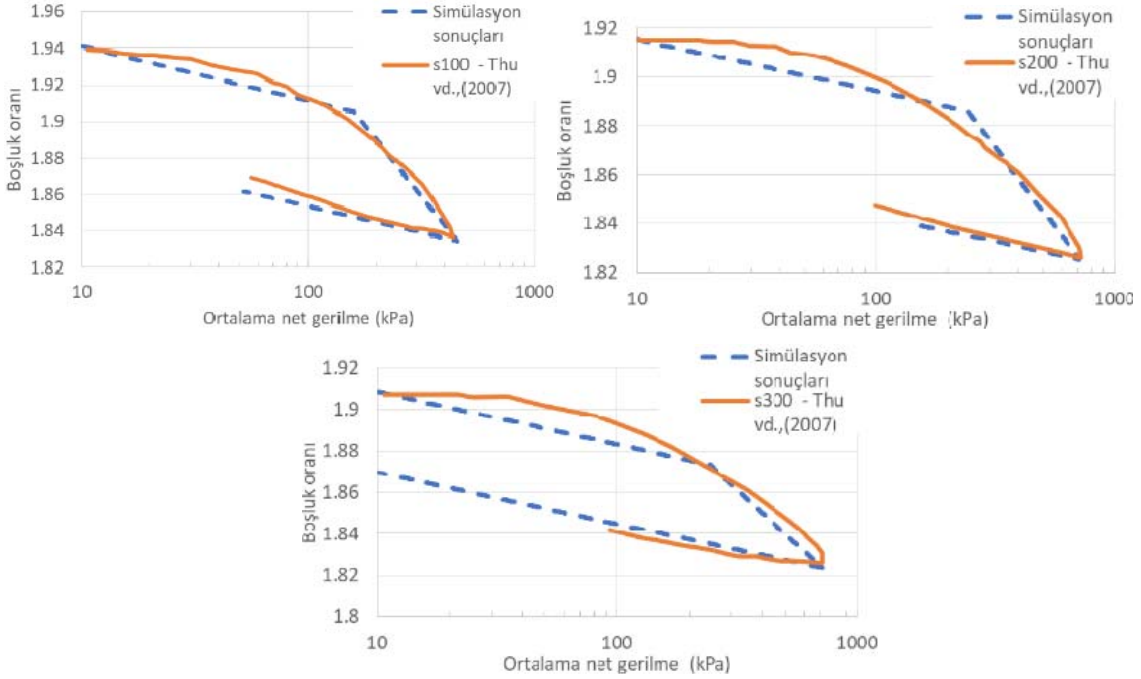 1.96
1.94
1.92
1.9
1.88
1.86
1.84
1.82
Boşluk oranı
10
100
1000
Ortalama net gerilme (kPa)
Simülasyon
sonuçları
s100 - Thu
vd.,(2007)
1.92
1.9
1.88
1.86
1.84
1.82
Boşluk oranı
10
100
1000
Ortalama net gerilme (kPa)
Simülasyon
sonuçları
s200 - Thu
vd.,(2007)
1.92
1.9
1.88
1.86
1.84
1.82
1.8
Boşluk oranı
10
100
1000
Ortalama net gerilme (kPa)
Simülasyon
sonuçları
s300 - Thu
vd.,(2007)